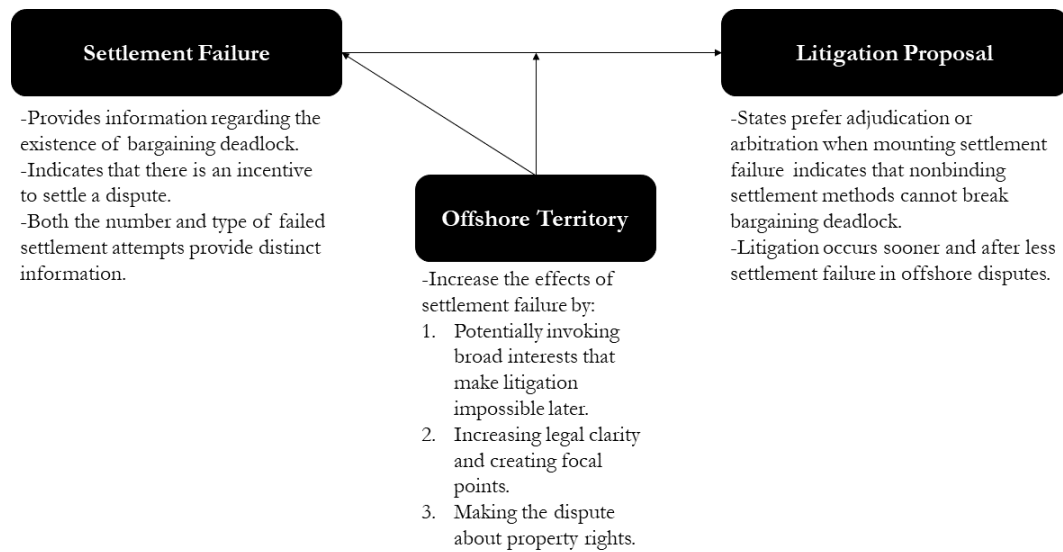 Settlement Failure
-Provides information regarding the
existence of bargaining deadlock.
-Indicates that there is an incentive
to settle a dispute.
-Both the number and type of failed
settlement attempts provide distinct
information.
Offshore Territory
-Increase the effects of
settlement failure by:
1. Potentially invoking
broad interests that
make litigation
impossible later.
2. Increasing legal clarity
and creating focal
points.
3. Making the dispute
about property rights.
Litigation Proposal
-States prefer adjudication or
arbitration when mounting settlement
failure indicates that nonbinding
settlement methods cannot break
bargaining deadlock.
-Litigation occurs sooner and after less
settlement failure in offshore disputes.